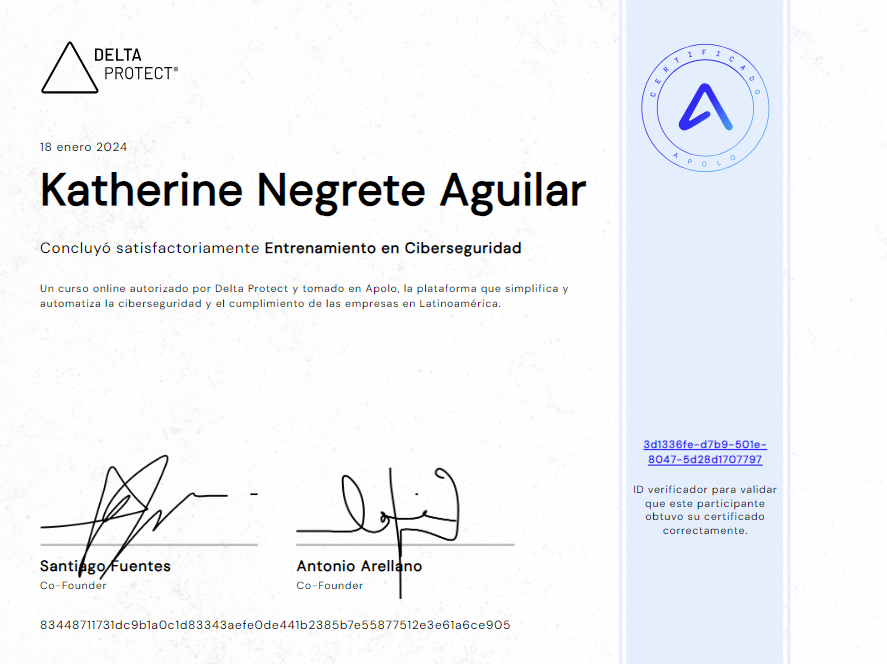 DELTA
PROTECT®
18 enero 2024
Katherine Negrete Aguilar
Concluyó satisfactoriamente Entrenamiento en Ciberseguridad
Un curso online autorizado por Delta Protect y tomado en Apolo, la plataforma que simplifica y
automatiza la ciberseguridad y el cumplimiento de las empresas en Latinoamérica.
Santiago Fuentes
Co-Founder
Antonio Arellano
Co-Founder
83448711731dc9b1a0c1d83343aefe0de441b2385b7e55877512e3e61a6ce905
CERTIFICADO
APOLO
3d1336fe-d7b9-501e-
8047-5d28d1707797
ID verificador para validar
que este participante
obtuvo su certificado
correctamente.